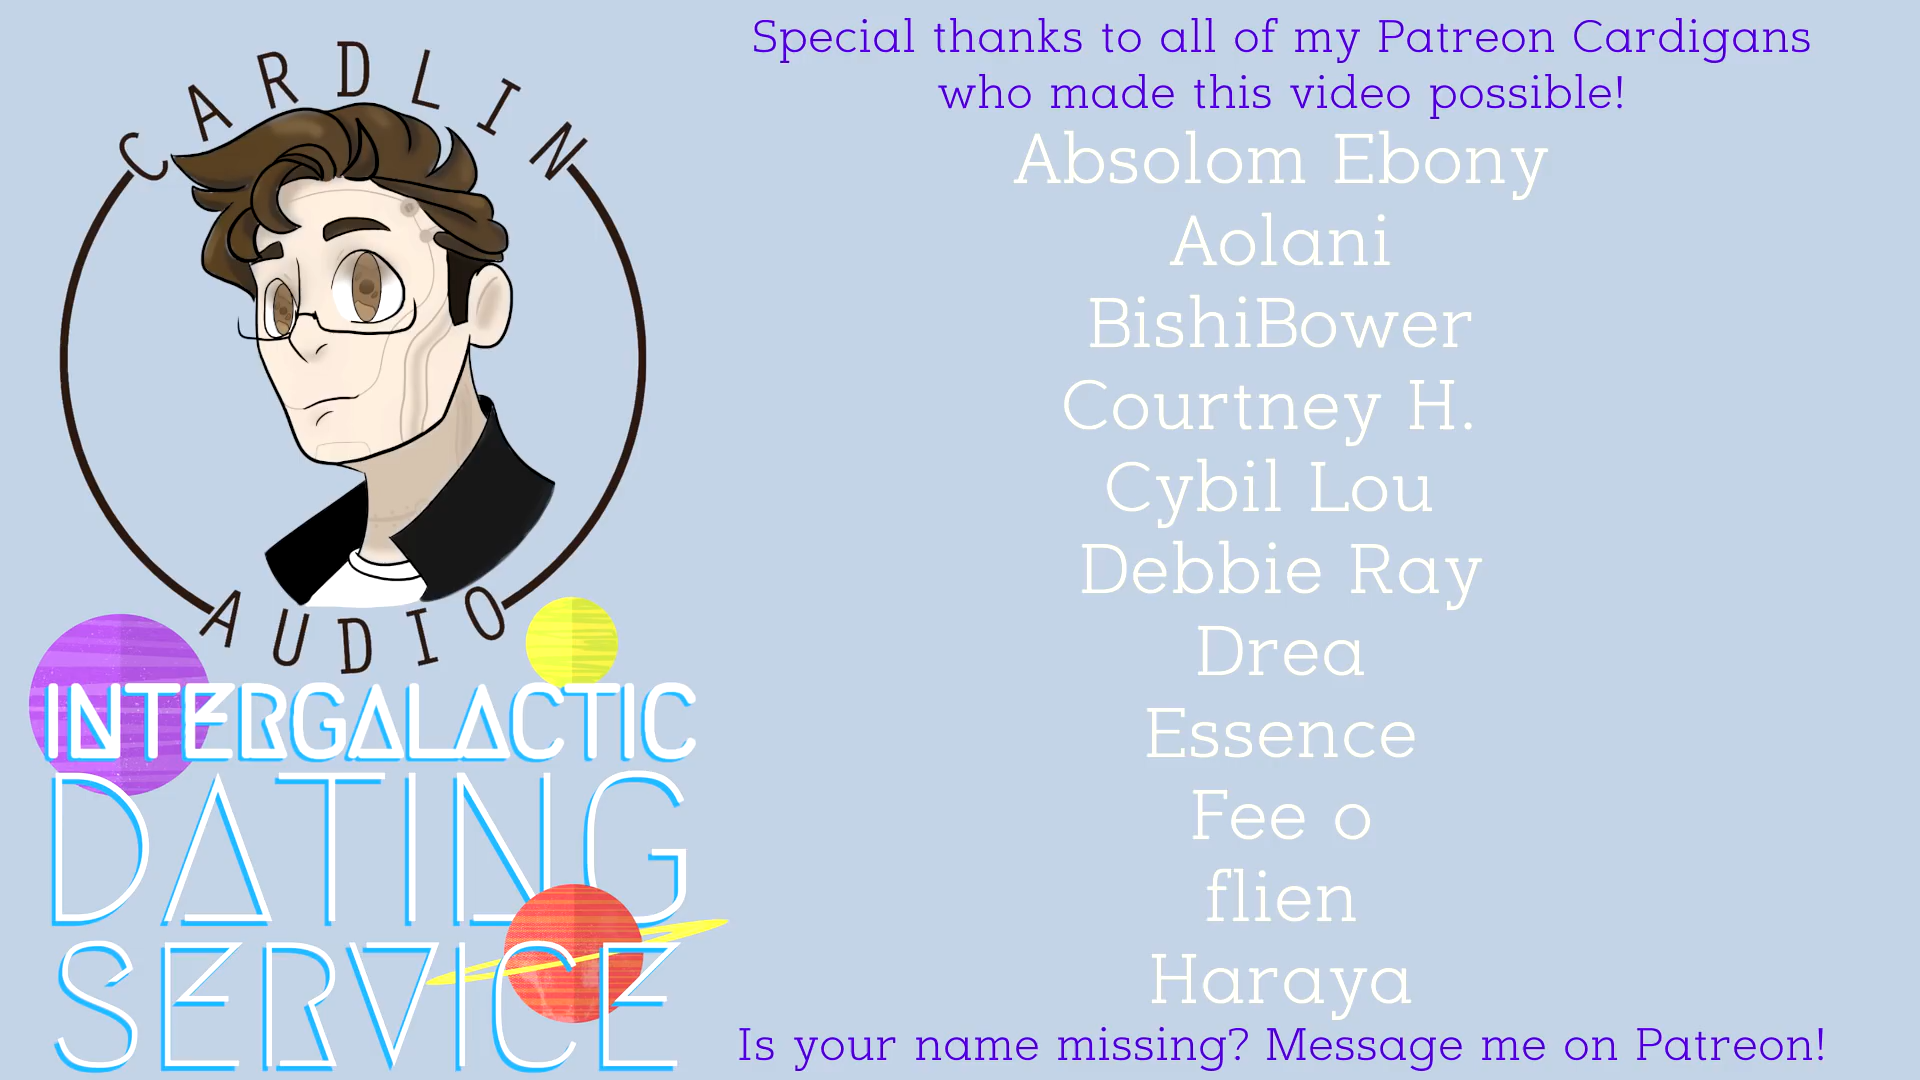 CARDLIN
AUDIO
INTERGALACTIC
DATING
SERVICE
Special thanks to all of my Patreon Cardigans
who made this video possible!
Absolom Ebony
Aolani
BishiBower
Courtney H.
Cybil Lou
Debbie Ray
Drea
Essence
Fee o
flien
Haraya
Is your name missing? Message me on Patreon!